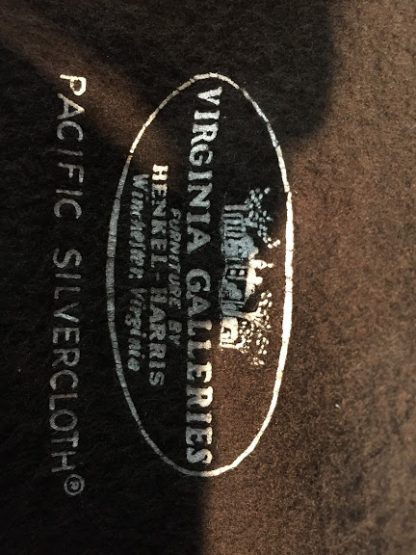 VIRGINIA GALLERIES
FURNITURE BY
HENKEL-HARRIS
Winchester, Virginia
PACIFIC SILVERCLOTH®